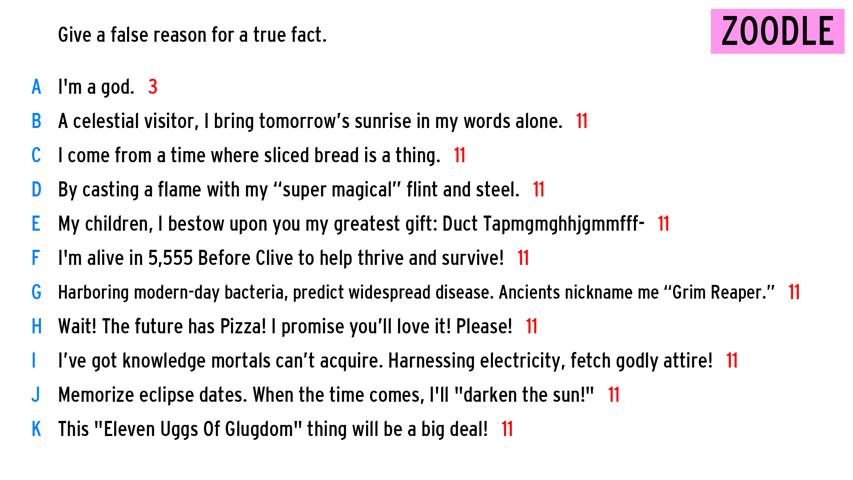 Give a false reason for a true fact.
ZOODLE
A I'm a god. 3
B A celestial visitor, I bring tomorrow’s sunrise in my words alone. 11
C I come from a time where sliced bread is a thing. 11
D By casting a flame with my “super magical” flint and steel. 11
E My children, I bestow upon you my greatest gift: Duct Tapmgmghhjgmmfff- 11
F I'm alive in 5,555 Before Clive to help thrive and survive! 11
G Harboring modern-day bacteria, predict widespread disease. Ancients nickname me “Grim Reaper.” 11
H Wait! The future has Pizza! I promise you’ll love it! Please! 11
I I’ve got knowledge mortals can’t acquire. Harnessing electricity, fetch godly attire! 11
J Memorize eclipse dates. When the time comes, I'll "darken the sun!" 11
K This "Eleven Uggs Of Glugdom" thing will be a big deal! 11